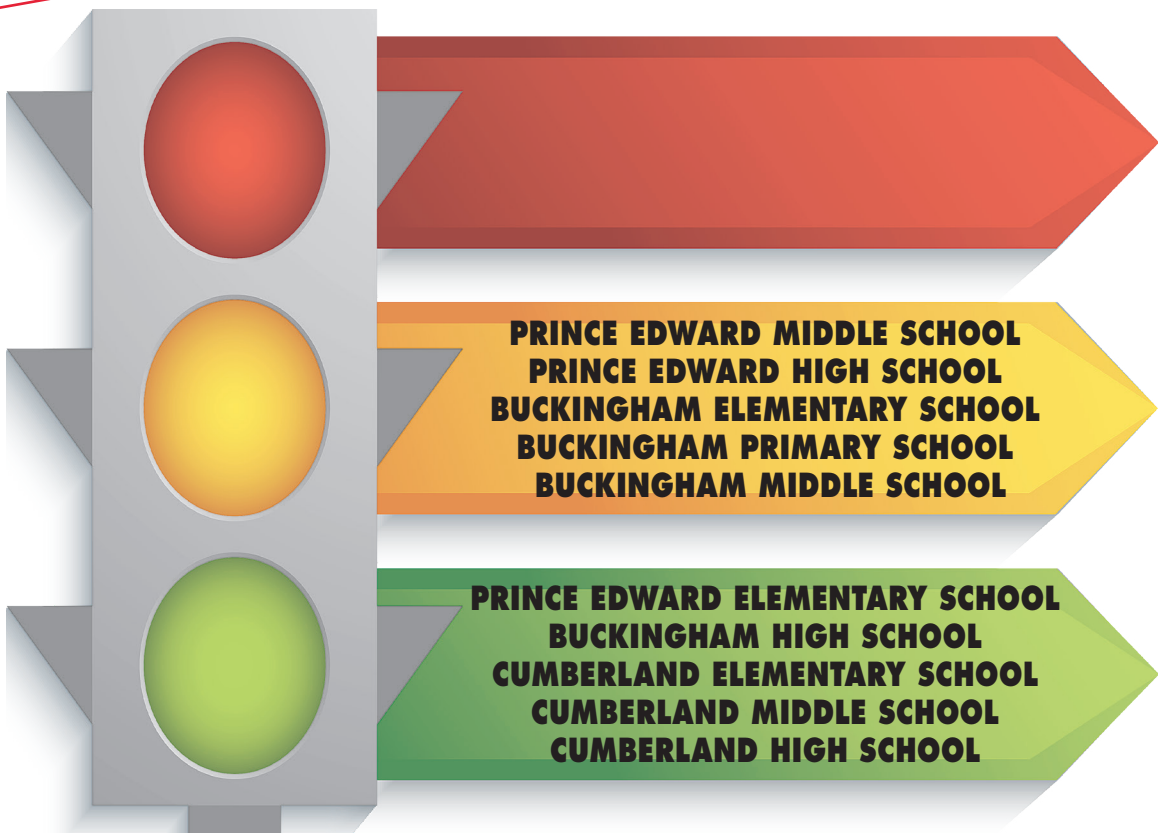 PRINCE EDWARD MIDDLE SCHOOL
PRINCE EDWARD HIGH SCHOOL
BUCKINGHAM ELEMENTARY SCHOOL
BUCKINGHAM PRIMARY SCHOOL
BUCKINGHAM MIDDLE SCHOOL
PRINCE EDWARD ELEMENTARY SCHOOL
BUCKINGHAM HIGH SCHOOL
CUMBERLAND ELEMENTARY SCHOOL
CUMBERLAND MIDDLE SCHOOL
CUMBERLAND HIGH SCHOOL